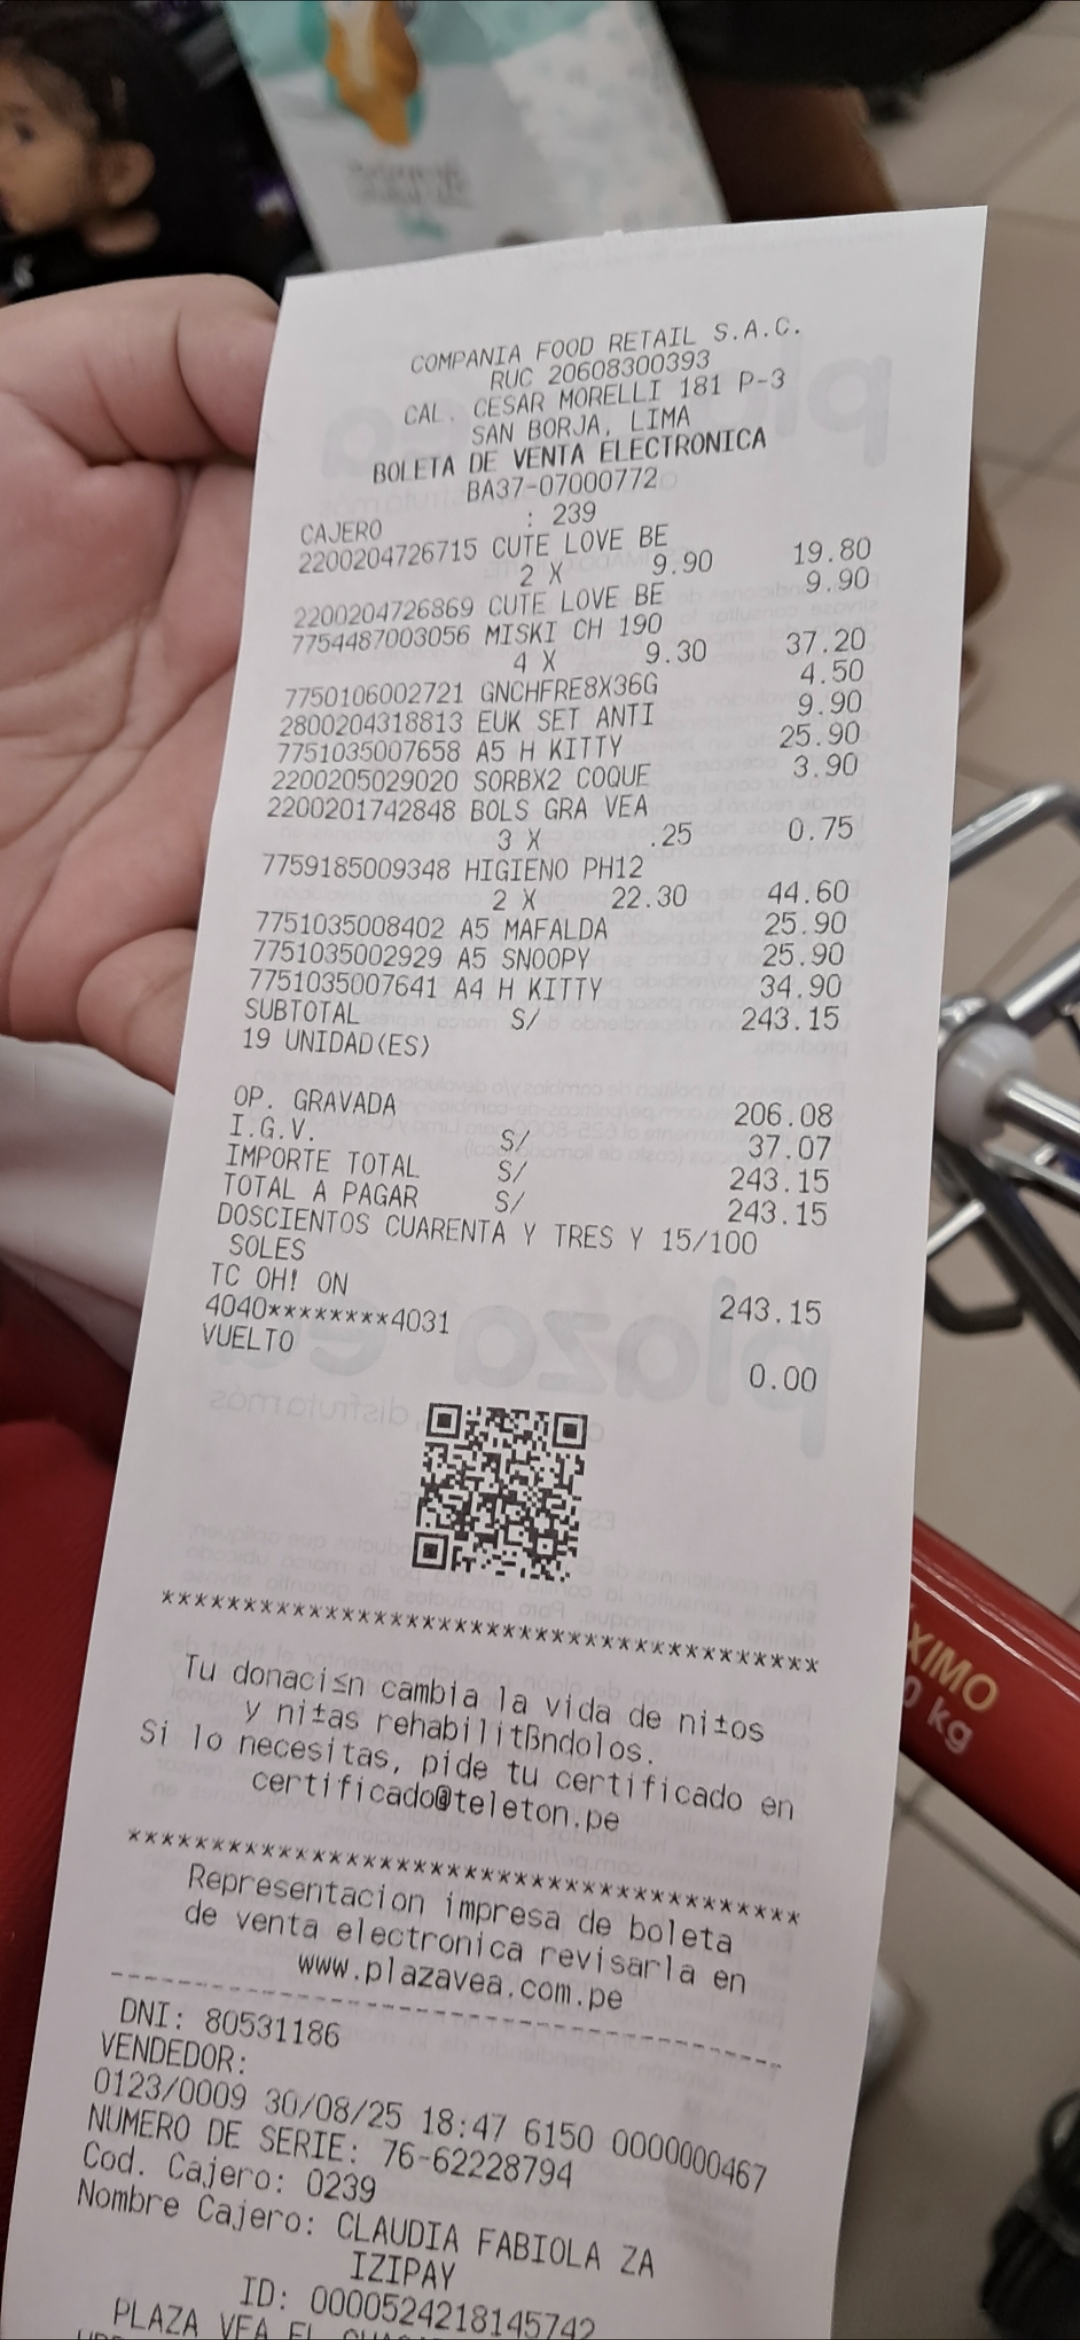 COMPANIA FOOD RETAIL S.A.C.
RUC 20608300393
CAL. CESAR MORELLI 181 P-3
SAN BORJA, LIMA
BOLETA DE VENTA ELECTRONICA
BA37-07000772
CAJERO : 239
2200204726715 CUTE LOVE BE
2 X 9.90 19.80
2200204726869 CUTE LOVE BE 9.90
7754487003056 MISKI CH 190
4 X 9.30 37.20
7750106002721 GNCHFRE8X36G 4.50
2800204318813 EUK SET ANTI 9.90
7751035007658 A5 H KITTY 25.90
2200205029020 SORBX2 COQUE 3.90
2200201742848 BOLS GRA VEA
3 X .25 0.75
7759185009348 HIGIENO PH12
2 X 22.30 44.60
7751035008402 A5 MAFALDA 25.90
7751035002929 A5 SNOOPY 25.90
7751035007641 A4 H KITTY 34.90
SUBTOTAL S/ 243.15
19 UNIDAD(ES)
OP. GRAVADA 206.08
I.G.V. S/ 37.07
IMPORTE TOTAL S/ 243.15
TOTAL A PAGAR S/ 243.15
DOSCIENTOS CUARENTA Y TRES Y 15/100
SOLES
TC OH! ON
4040********4031 243.15
VUELTO 0.00
****************************************
Tu donaci≤n cambia la vida de ni±os
y ni±as rehabilitßndolos.
Si lo necesitas, pide tu certificado en
certificado@teleton.pe
****************************************
Representacion impresa de boleta
de venta electronica revisarla en
www.plazavea.com.pe
----------------------------------------
DNI: 80531186
VENDEDOR:
0123/0009 30/08/25 18:47 6150 0000000467
NUMERO DE SERIE: 76-62228794
Cod. Cajero: 0239
Nombre Cajero: CLAUDIA FABIOLA ZA
IZIPAY
ID: 0000524218145742
PLAZA VEA EL
XIMO
0 kg